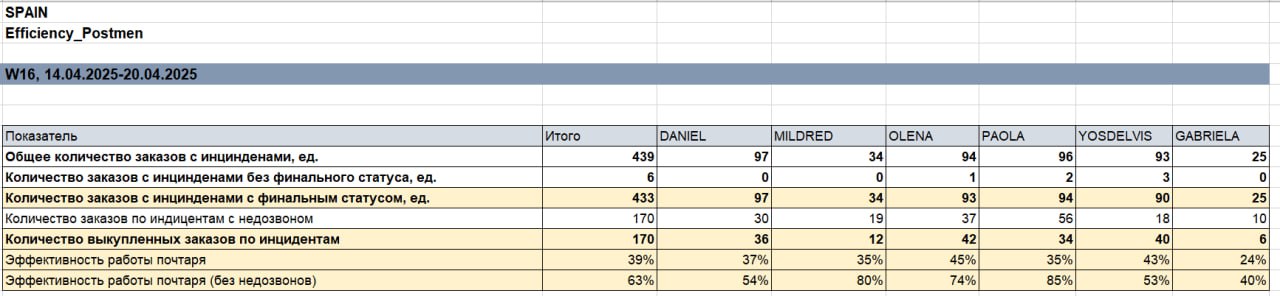 SPAIN
Efficiency_Postmen
W16, 14.04.2025-20.04.2025
Показатель Итого DANIEL MILDRED OLENA PAOLA YOSDELVIS GABRIELA
Общее количество заказов с инцинденами, ед. 439 97 34 94 96 93 25
Количество заказов с инцинденами без финального статуса, ед. 6 0 0 1 2 3 0
Количество заказов с инцинденами с финальным статусом, ед. 433 97 34 93 94 90 25
Количество заказов по индицентам с недозвоном 170 30 19 37 56 18 10
Количество выкупленных заказов по инцидентам 170 36 12 42 34 40 6
Эффективность работы почтаря 39% 37% 35% 45% 35% 43% 24%
Эффективность работы почтаря (без недозвонов) 63% 54% 80% 74% 85% 53% 40%